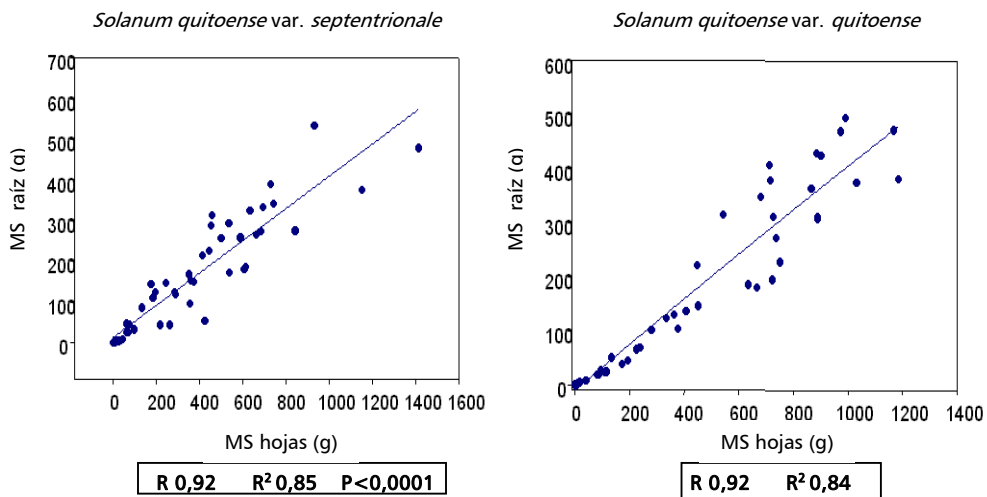 Solanum quitoense var. septentrionale
700
600
500
400
300
200
100
0
MS raíz (g)
0 200 400 600 800 1000 1200 1400 1600
MS hojas (g)
R 0,92 R² 0,85 P<0,0001
Solanum quitoense var. quitoense
600
500
400
300
200
100
0
MS raíz (g)
0 200 400 600 800 1000 1200 1400
MS hojas (g)
R 0,92 R² 0,84